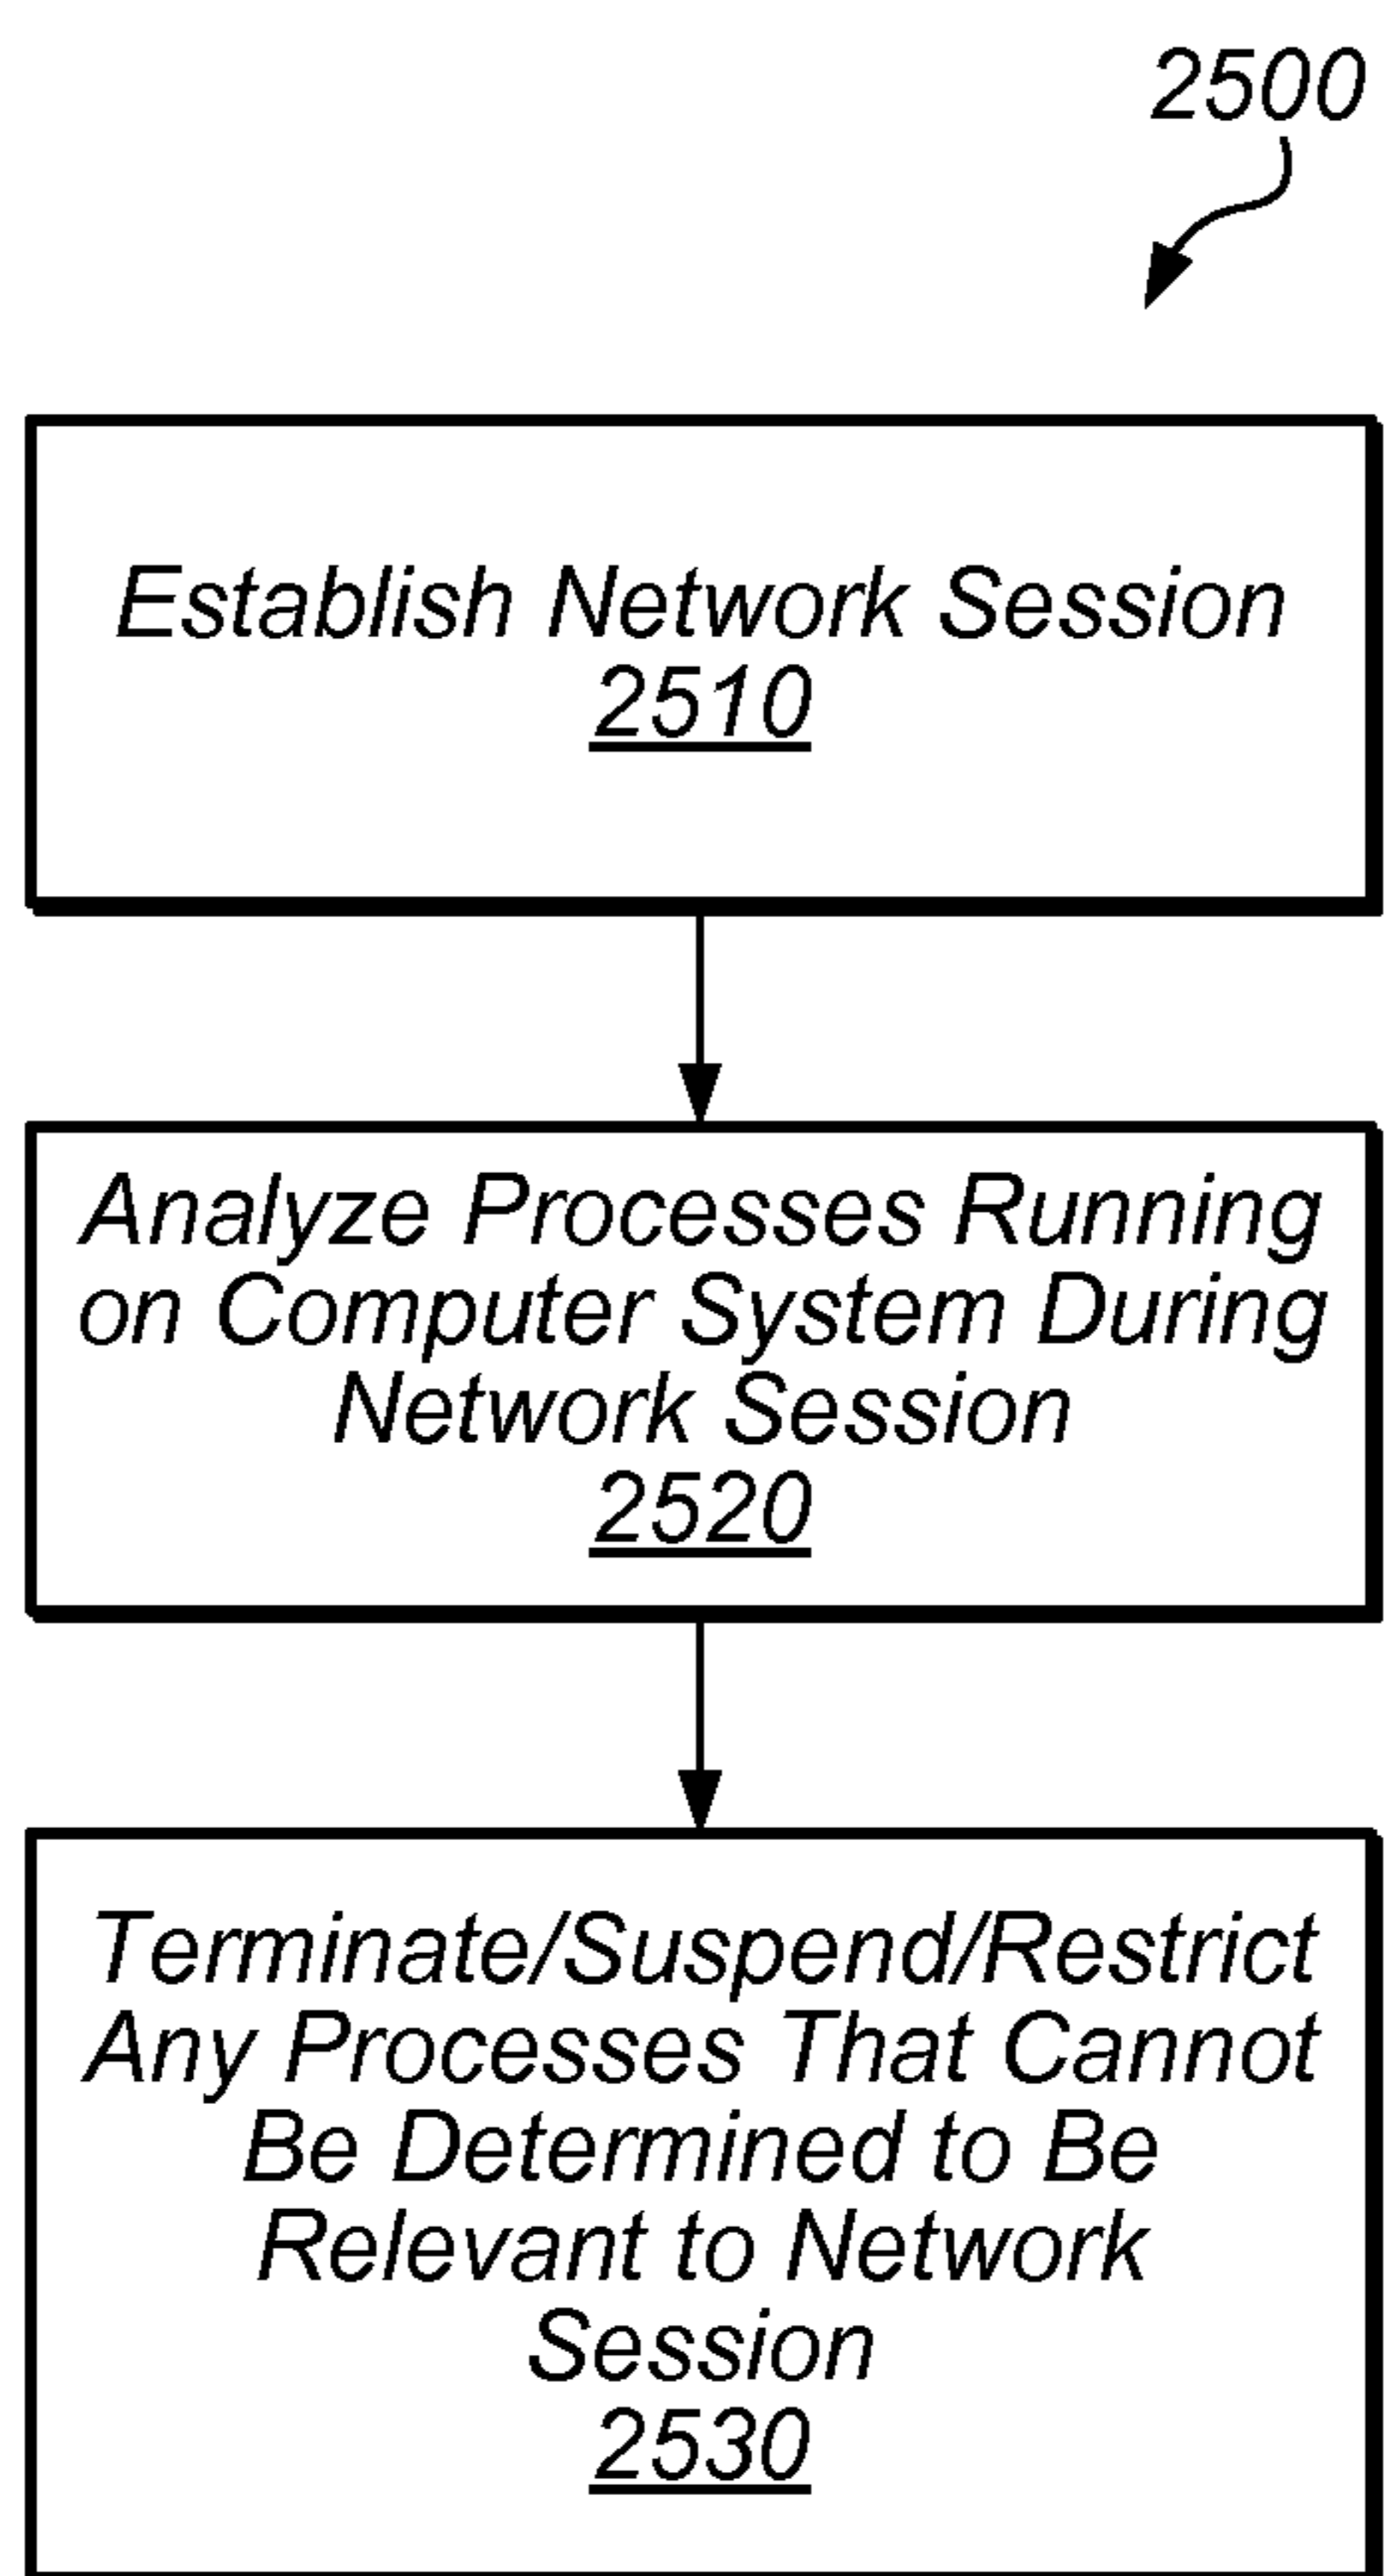 2500
Establish Network Session
2510
Analyze Processes Running
on Computer System During
Network Session
2520
Terminate/Suspend/Restrict
Any Processes That Cannot
Be Determined to Be
Relevant to Network
Session
2530